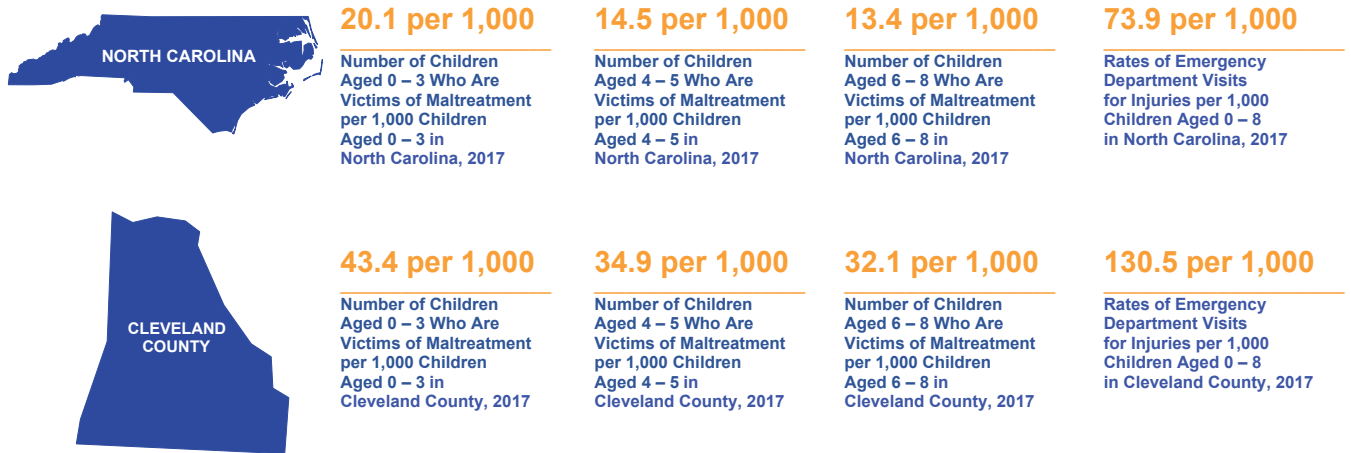 NORTH CAROLINA
20.1 per 1,000
Number of Children
Aged 0 – 3 Who Are
Victims of Maltreatment
per 1,000 Children
Aged 0 – 3 in
North Carolina, 2017
14.5 per 1,000
Number of Children
Aged 4 – 5 Who Are
Victims of Maltreatment
per 1,000 Children
Aged 4 – 5 in
North Carolina, 2017
13.4 per 1,000
Number of Children
Aged 6 – 8 Who Are
Victims of Maltreatment
per 1,000 Children
Aged 6 – 8 in
North Carolina, 2017
73.9 per 1,000
Rates of Emergency
Department Visits
for Injuries per 1,000
Children Aged 0 – 8
in North Carolina, 2017
CLEVELAND
COUNTY
43.4 per 1,000
Number of Children
Aged 0 – 3 Who Are
Victims of Maltreatment
per 1,000 Children
Aged 0 – 3 in
Cleveland County, 2017
34.9 per 1,000
Number of Children
Aged 4 – 5 Who Are
Victims of Maltreatment
per 1,000 Children
Aged 4 – 5 in
Cleveland County, 2017
32.1 per 1,000
Number of Children
Aged 6 – 8 Who Are
Victims of Maltreatment
per 1,000 Children
Aged 6 – 8 in
Cleveland County, 2017
130.5 per 1,000
Rates of Emergency
Department Visits
for Injuries per 1,000
Children Aged 0 – 8
in Cleveland County, 2017